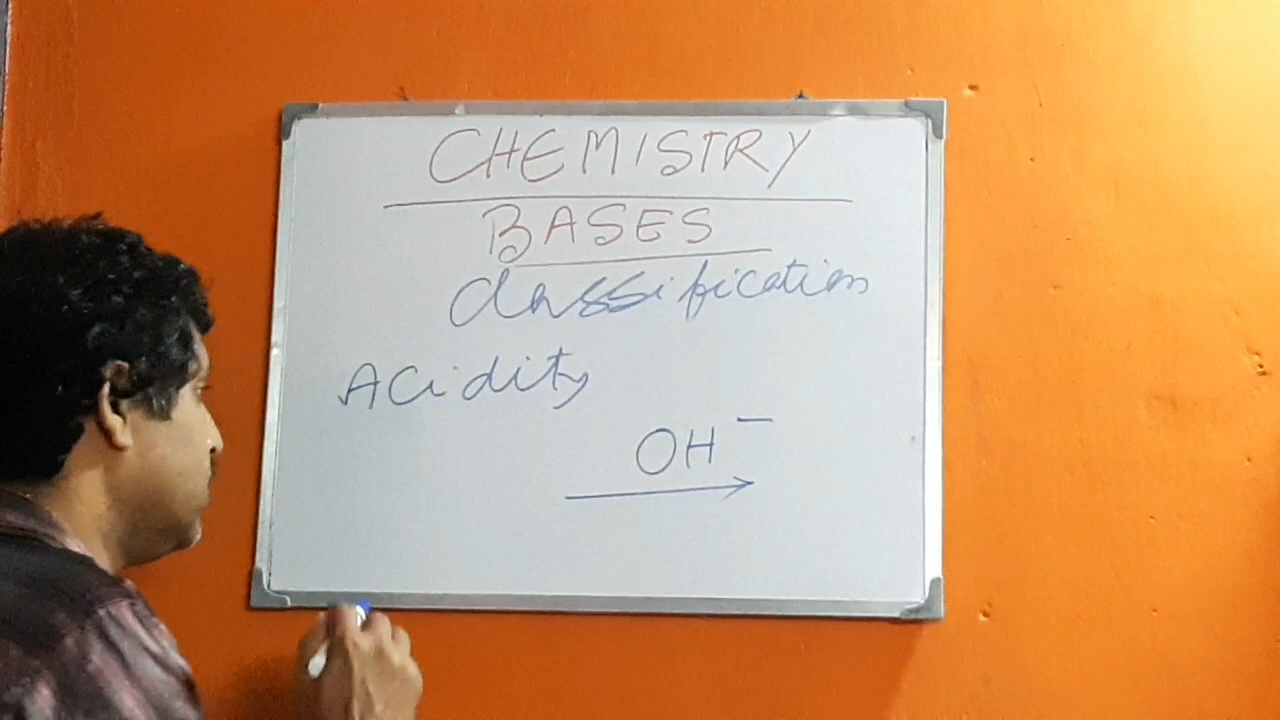 CHEMISTRY
BASES
classification
Acidity
OH⁻
→